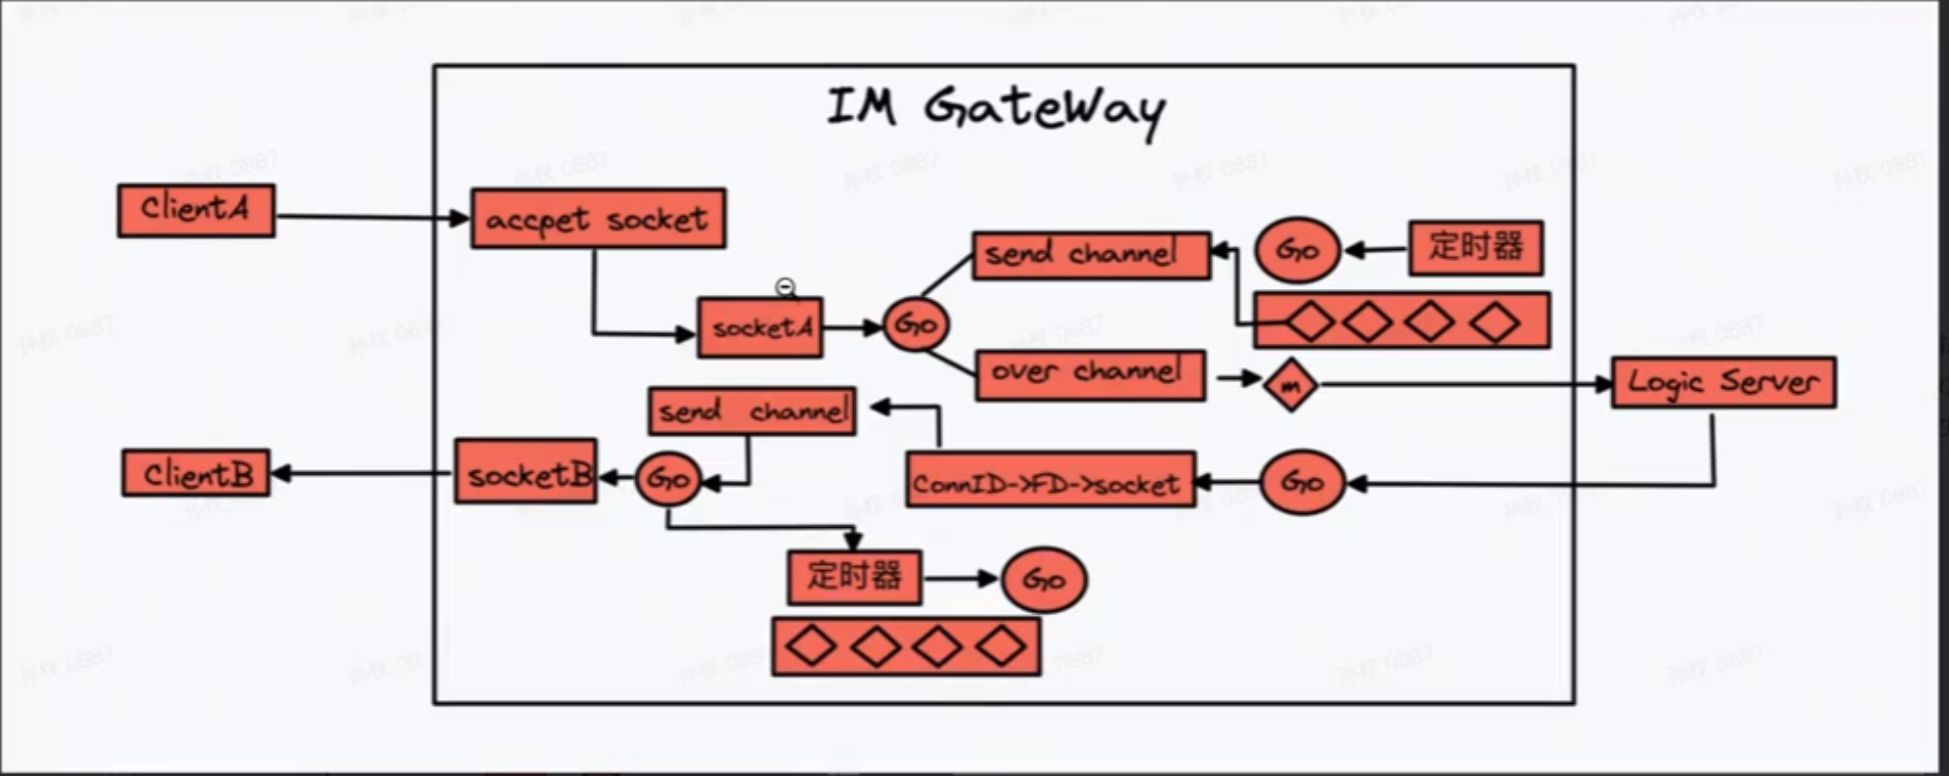 IM GateWay
ClientA
accpet socket
send channel
Go
定时器
socketA
Go
over channel
m
Logic Server
send channel
ClientB
socketB
Go
ConnID->FD->socket
Go
定时器
Go